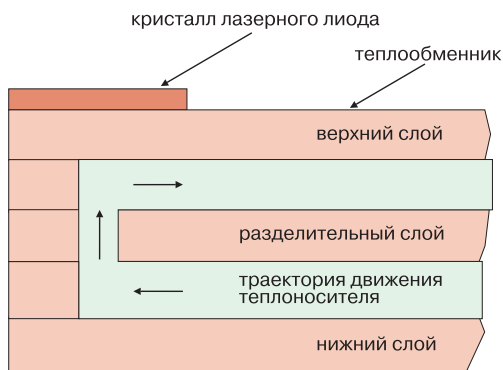 кристалл лазерного лиода
теплообменник
верхний слой
разделительный слой
траектория движения
теплоносителя
нижний слой